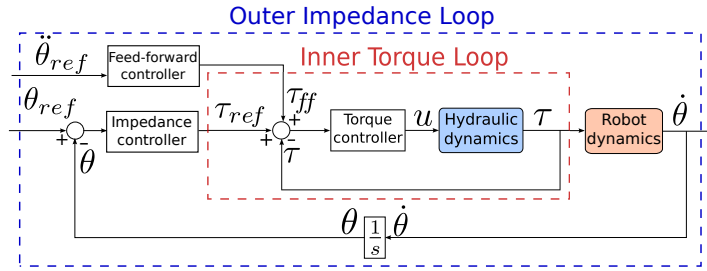 Outer Impedance Loop
Inner Torque Loop
θ̈ref
Feed-forward
controller
θref
Impedance
controller
τref
τff
Torque
controller
u
Hydraulic
dynamics
τ
Robot
dynamics
θ̇
+
-
θ
+
+
-
τ
θ
1
s
θ̇